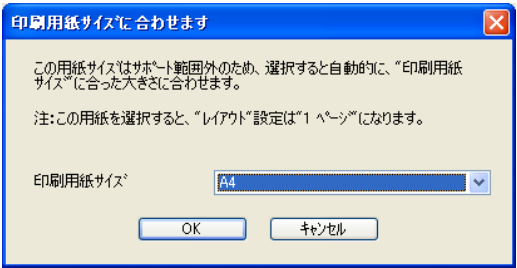 印刷用紙サイズに合わせます
この用紙サイズはサポート範囲外のため、選択すると自動的に、“印刷用紙
サイズ”に合った大きさに合わせます。
注:この用紙を選択すると、“レイアウト”設定は“1 ページ”になります。
印刷用紙サイズ
A4
OK
キャンセル